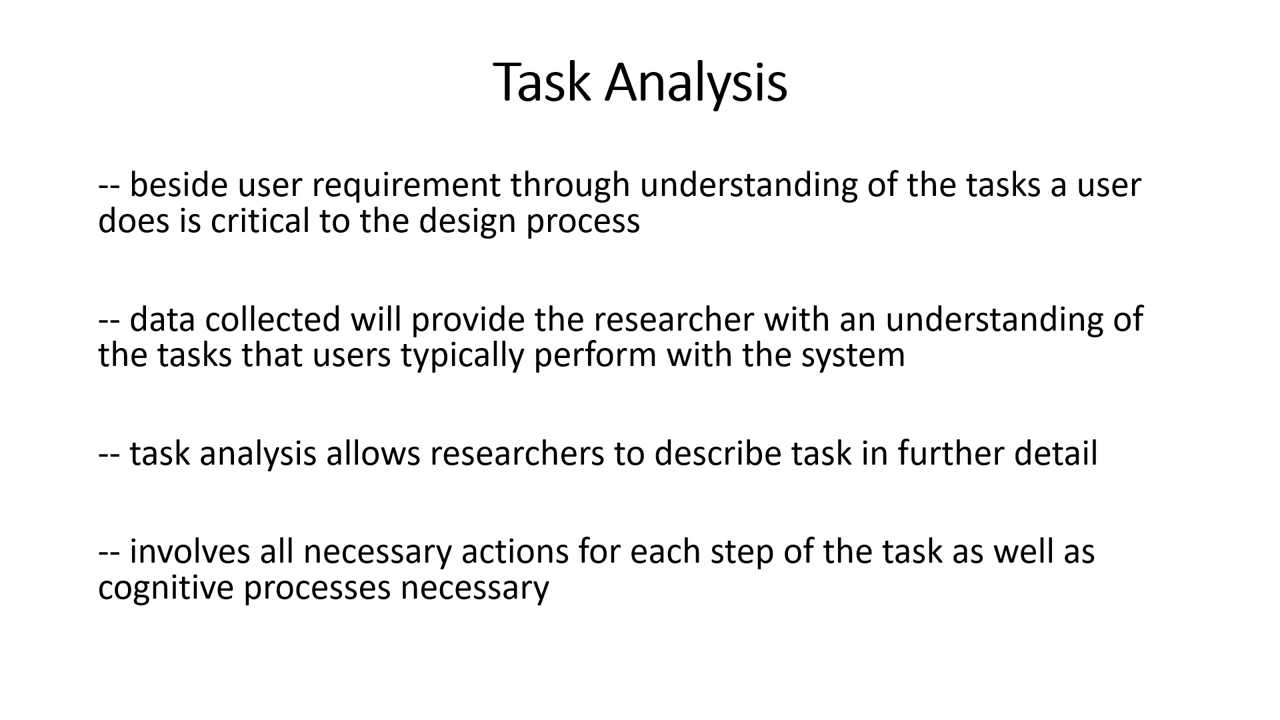 Task Analysis
-- beside user requirement through understanding of the tasks a user
does is critical to the design process
-- data collected will provide the researcher with an understanding of
the tasks that users typically perform with the system
-- task analysis allows researchers to describe task in further detail
-- involves all necessary actions for each step of the task as well as
cognitive processes necessary